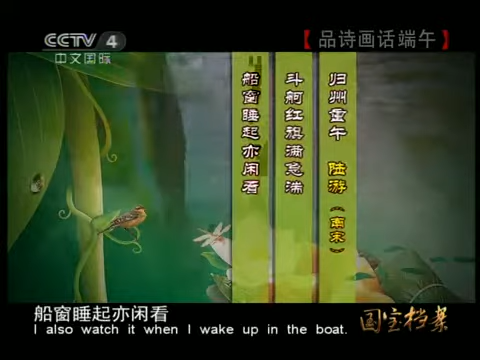 CCTV 4
中文国际
【品诗画话端午】
归州重午 陆游（南宋）
斗舸红旗满急湍
船窗睡起亦闲看
船窗睡起亦闲看
I also watch it when I wake up in the boat.
国宝档案